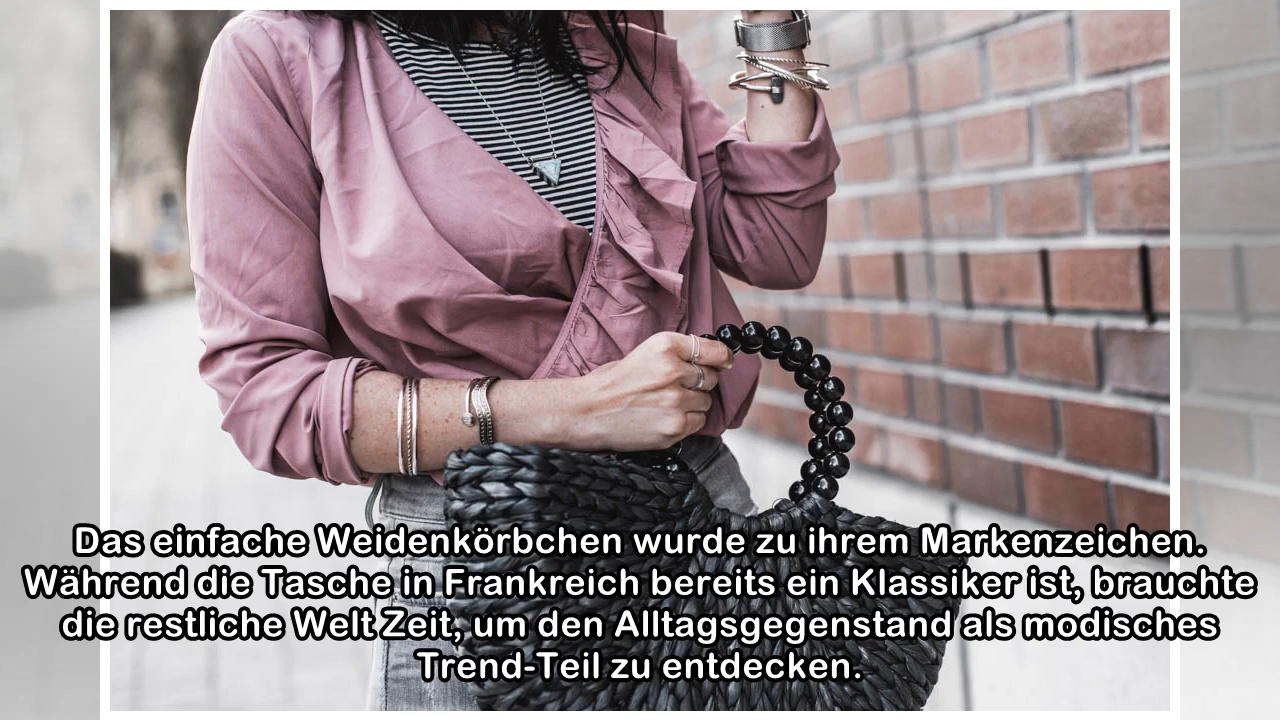 Das einfache Weidenkörbchen wurde zu ihrem Markenzeichen.
Während die Tasche in Frankreich bereits ein Klassiker ist, brauchte
die restliche Welt Zeit, um den Alltagsgegenstand als modisches
Trend-Teil zu entdecken.